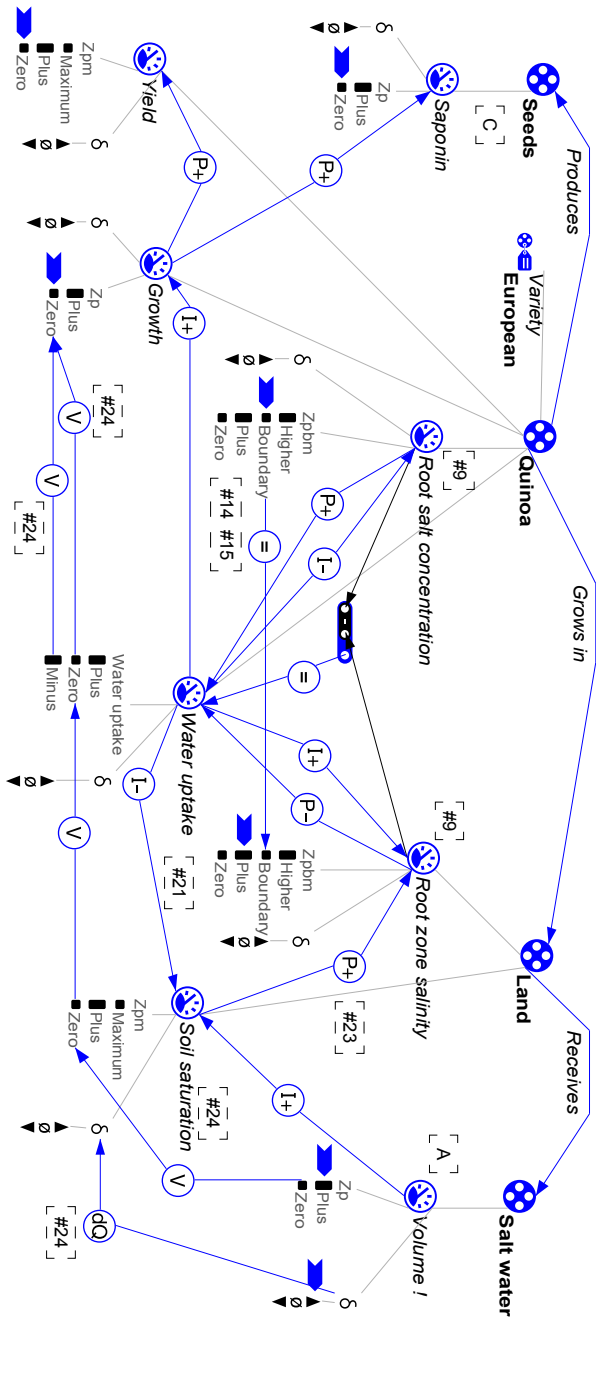 Produces
Grows in
Receives
Seeds
Quinoa
Land
Salt water
Variety
European
C
A
Saponin
Root salt concentration
Root zone salinity
Volume !
#9
#9
Zp
Plus
Zero
δ
ø
P+
Zpbm
Higher
Boundary
Plus
Zero
δ
ø
#14 #15
=
P+
I-
=
I+
P-
Zpbm
Higher
Boundary
Plus
Zero
δ
ø
P+
#23
I+
Zp
Plus
Zero
δ
ø
Yield
Growth
Water uptake
Soil saturation
P+
I+
I-
#21
#24
V
Zpm
Maximum
Plus
Zero
δ
ø
Zp
Plus
Zero
δ
ø
#24
V
V
#24
Water uptake
Plus
Zero
Minus
δ
ø
V
Zpm
Maximum
Plus
Zero
δ
ø
dQ
#24